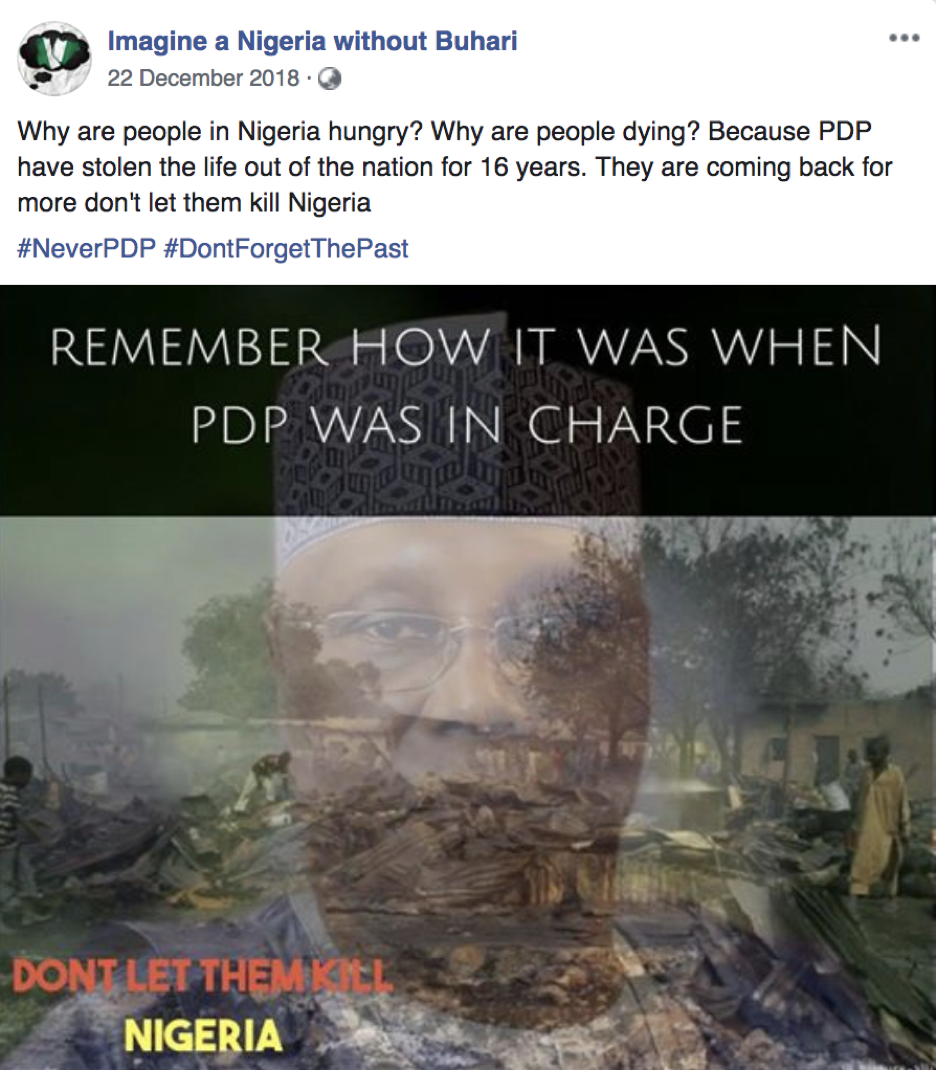 Imagine a Nigeria without Buhari
22 December 2018 ·
Why are people in Nigeria hungry? Why are people dying? Because PDP
have stolen the life out of the nation for 16 years. They are coming back for
more don't let them kill Nigeria
#NeverPDP #DontForgetThePast
REMEMBER HOW IT WAS WHEN
PDP WAS IN CHARGE
DONT LET THEM KILL
NIGERIA